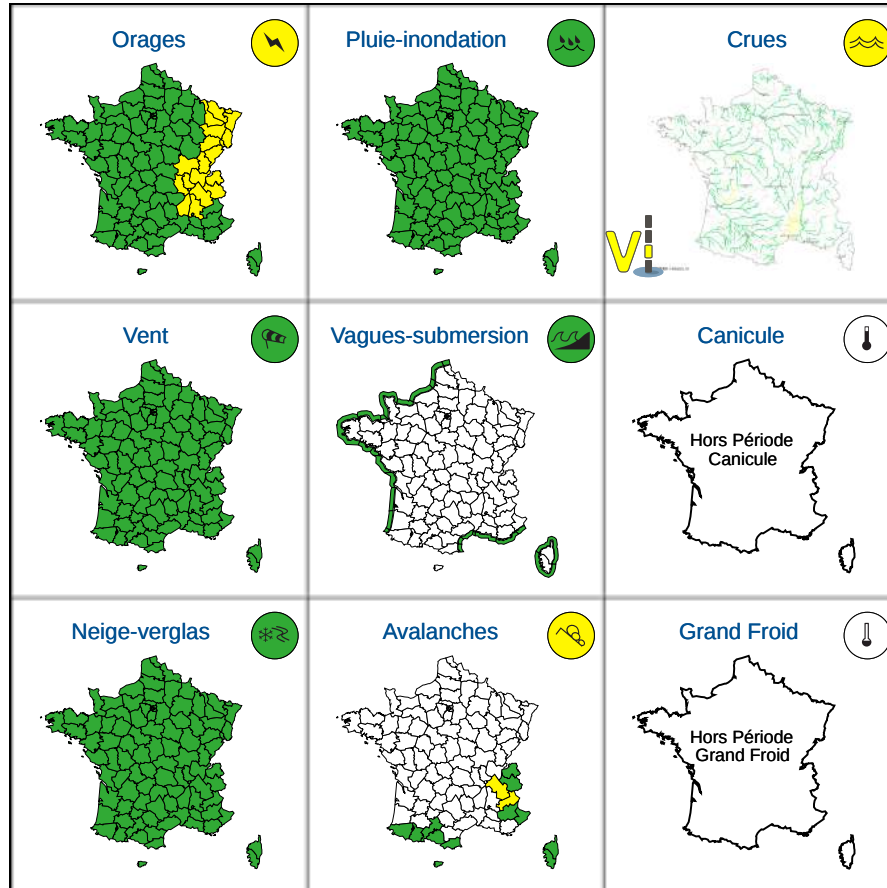 Orages
Pluie-inondation
Crues
Vent
Vagues-submersion
Canicule
Hors Période
Canicule
Neige-verglas
Avalanches
Grand Froid
Hors Période
Grand Froid